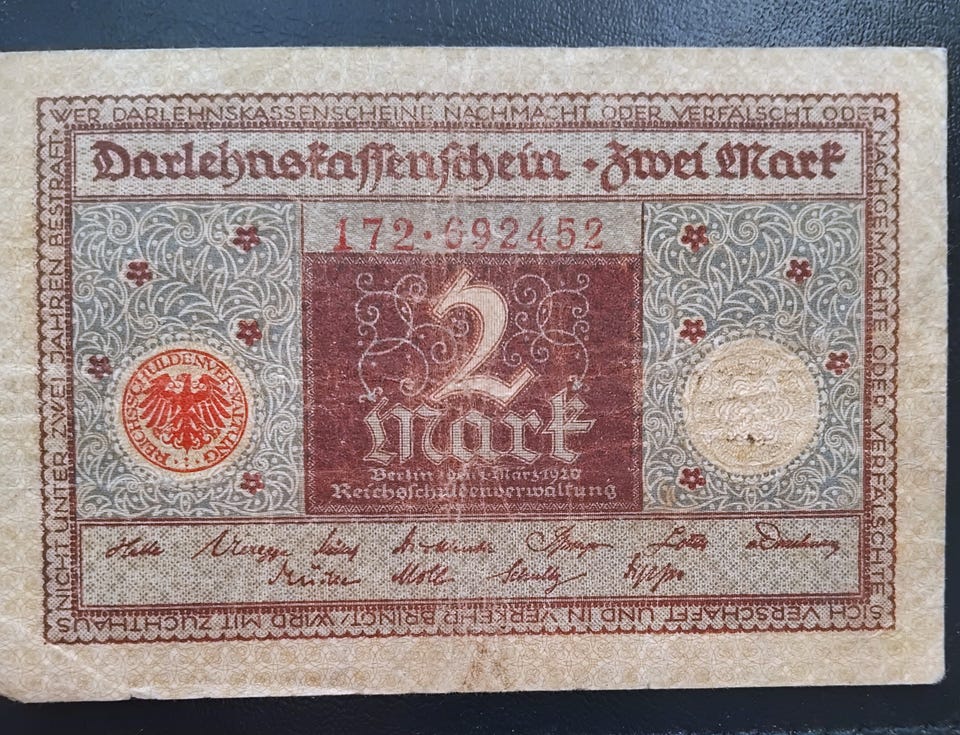 WER DARLEHNSKASSENSCHEINE NACHMACHT ODER VERFÄLSCHT ODER
NACHGEMACHTE ODER VERFÄLSCHTE
SICH VERSCHAFFT UND IN VERKEHR BRINGT, WIRD MIT ZUCHTHAUS
NICHT UNTER ZWEI JAHREN BESTRAFT.
Darlehnskassenschein · Zwei Mark
172·692452
2
Mark
Berlin, den 1. März 1920
Reichsschuldenverwaltung
REICHSSCHULDENVERWALTUNG
Müller